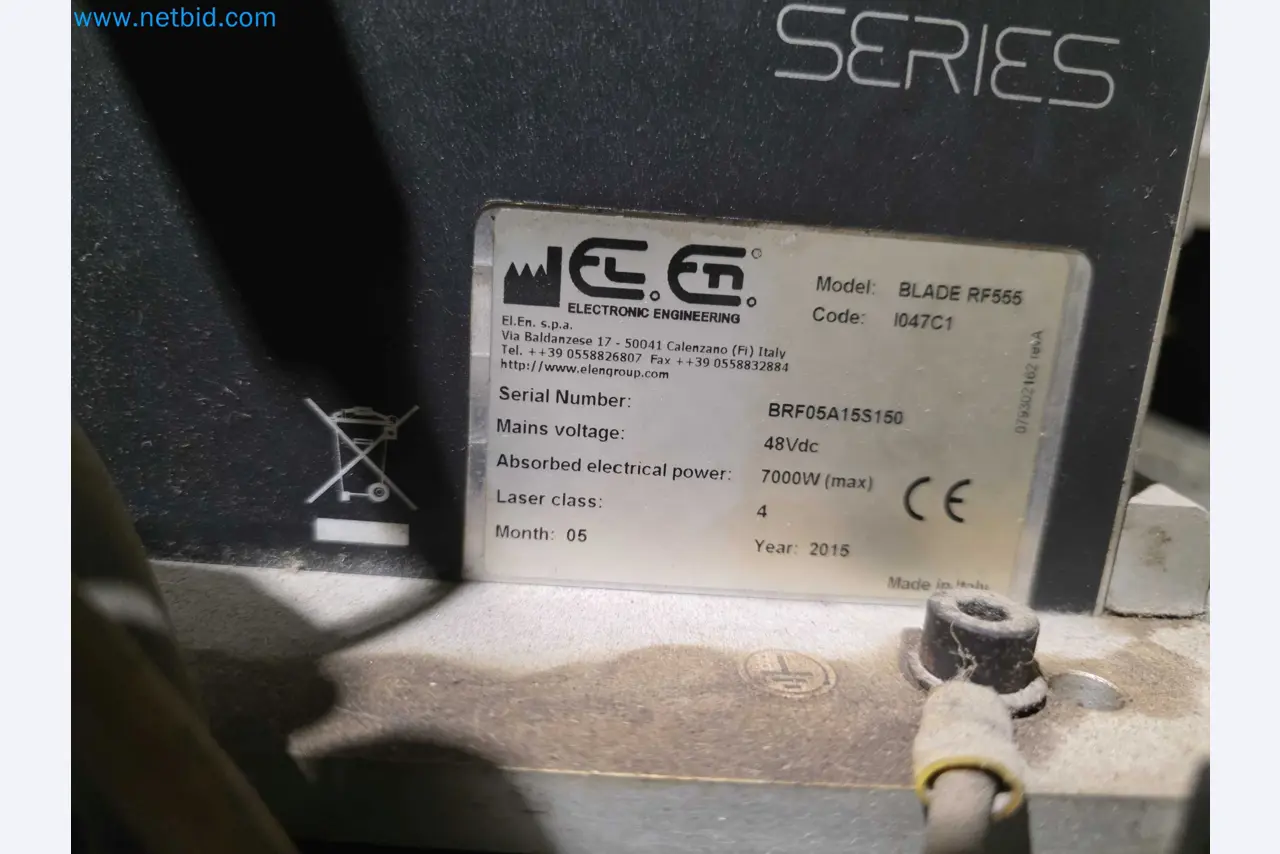 www.netbid.com
SERIES
El. En.
ELECTRONIC ENGINEERING
El.En. s.p.a.
Via Baldanzese 17 - 50041 Calenzano (Fi) Italy
Tel. ++39 0558826807 Fax ++39 0558832884
http://www.elengroup.com
Model: BLADE RF555
Code: I047C1
079302162 revA
Serial Number: BRF05A15S150
Mains voltage: 48Vdc
Absorbed electrical power: 7000W (max)
Laser class: 4
CE
Month: 05 Year: 2015
Made in Italy